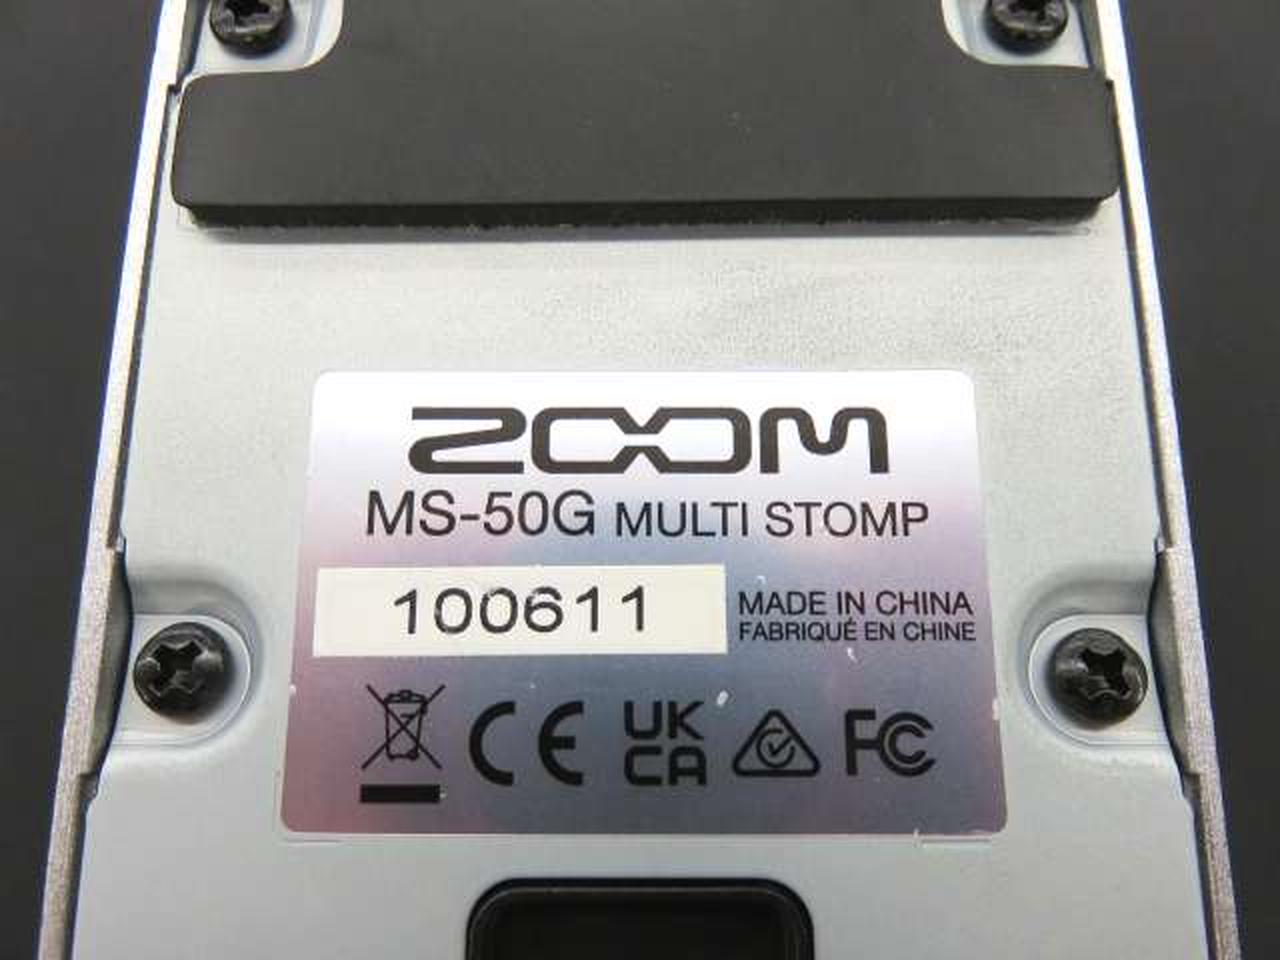 ZOOM
MS-50G MULTI STOMP
100611
MADE IN CHINA
FABRIQUÉ EN CHINE
CE UK CA FC